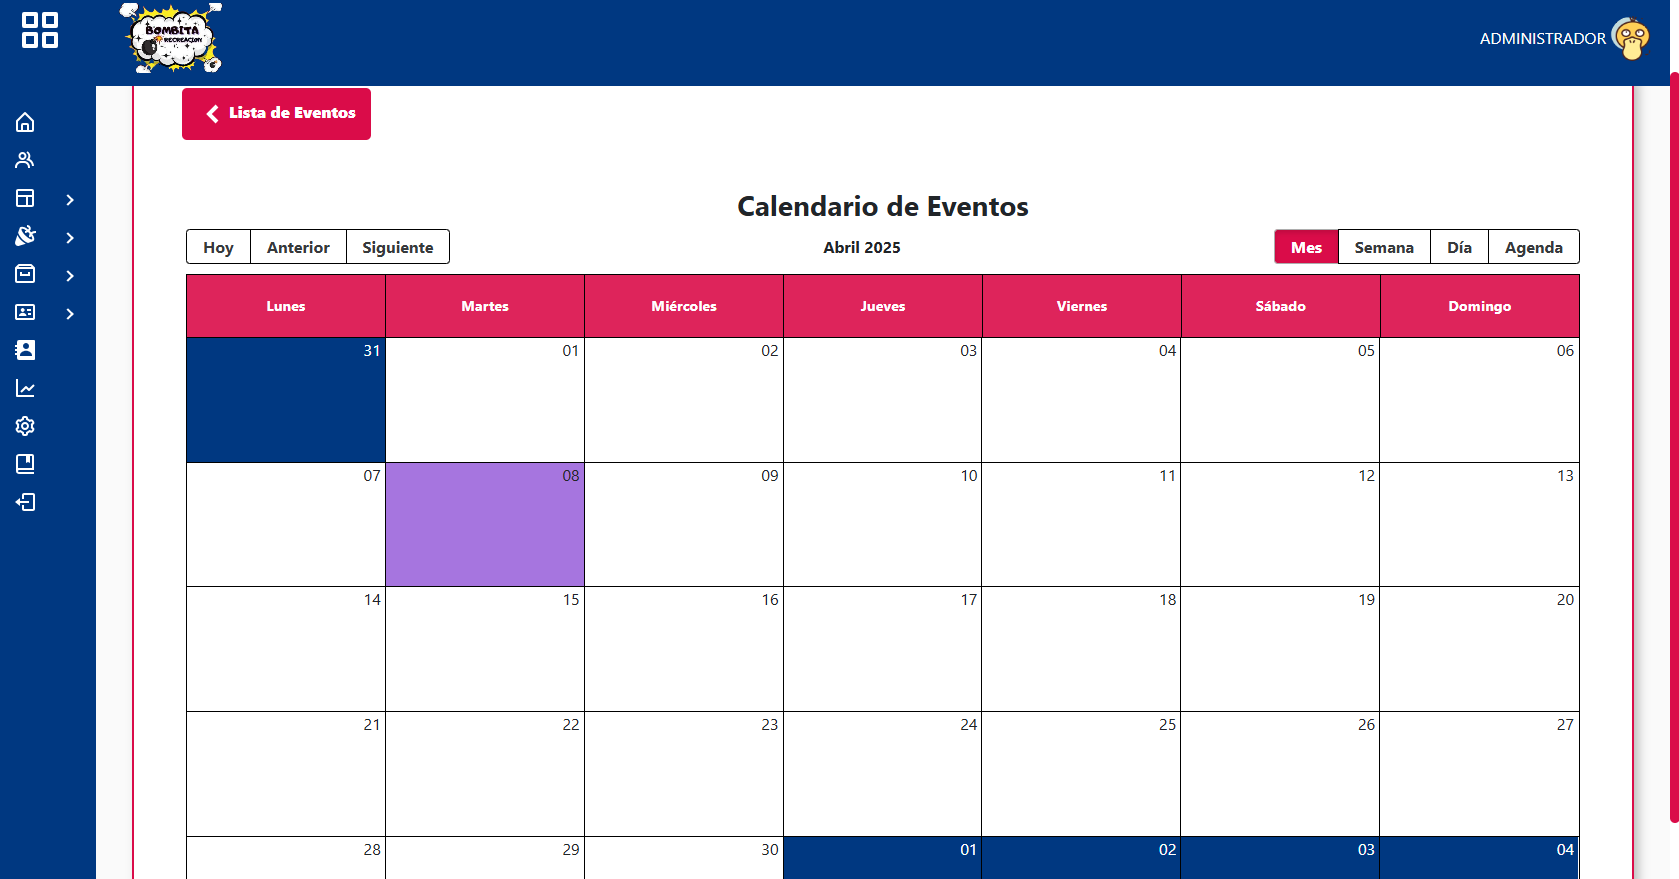 BOMBITA
RECREACION
ADMINISTRADOR
Lista de Eventos
Calendario de Eventos
Hoy Anterior Siguiente Abril 2025 Mes Semana Día Agenda
Lunes Martes Miércoles Jueves Viernes Sábado Domingo
31 01 02 03 04 05 06
07 08 09 10 11 12 13
14 15 16 17 18 19 20
21 22 23 24 25 26 27
28 29 30 01 02 03 04